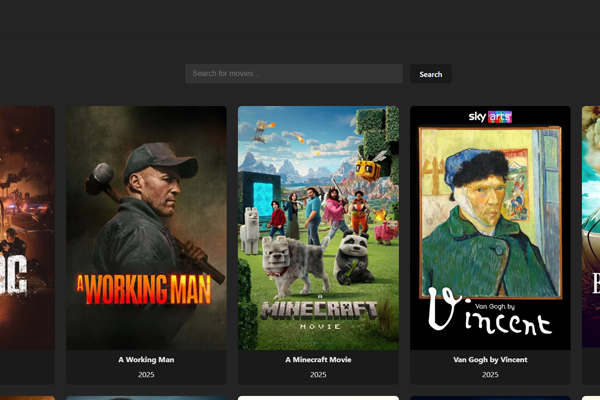 Search for movies...
Search
G
A WORKING MAN
A Working Man
2025
A
MINECRAFT
MOVIE
A Minecraft Movie
2025
sky arts
Van Gogh by
Vincent
Van Gogh by Vincent
2025
B